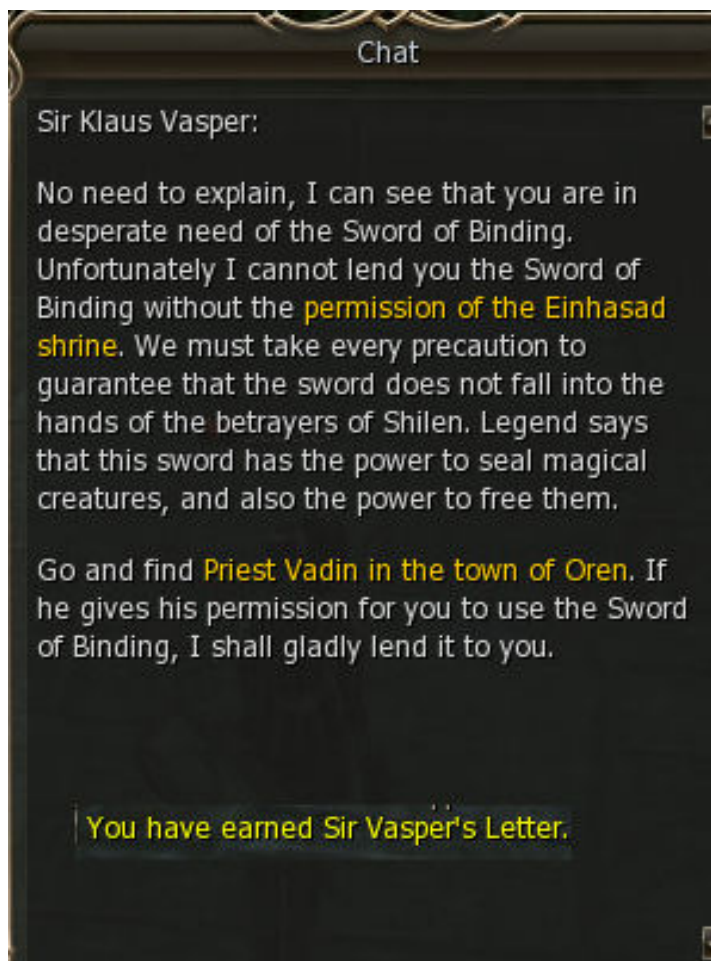 Chat
Sir Klaus Vasper:
No need to explain, I can see that you are in
desperate need of the Sword of Binding.
Unfortunately I cannot lend you the Sword of
Binding without the permission of the Einhasad
shrine. We must take every precaution to
guarantee that the sword does not fall into the
hands of the betrayers of Shilen. Legend says
that this sword has the power to seal magical
creatures, and also the power to free them.
Go and find Priest Vadin in the town of Oren. If
he gives his permission for you to use the Sword
of Binding, I shall gladly lend it to you.
You have earned Sir Vasper's Letter.